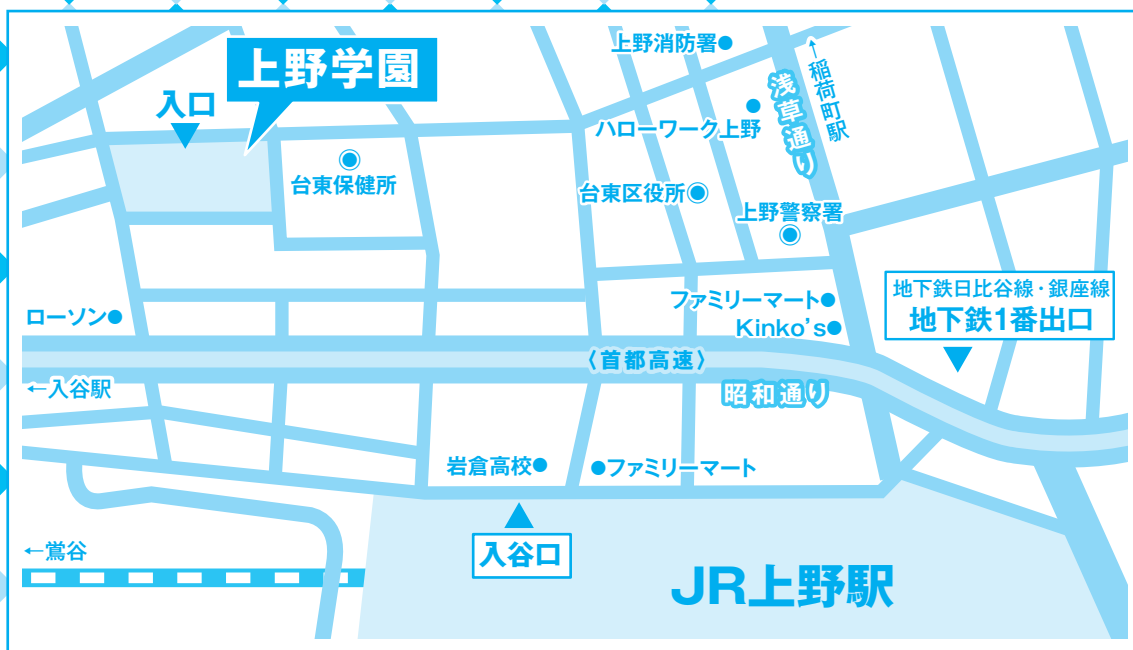 上野学園
入口
上野消防署
←稲荷町駅
浅草通り
ハローワーク上野
台東保健所
台東区役所
上野警察署
地下鉄日比谷線・銀座線
地下鉄1番出口
ファミリーマート
ローソン
Kinko's
〈首都高速〉
←入谷駅
昭和通り
岩倉高校
ファミリーマート
←鶯谷
入谷口
JR上野駅